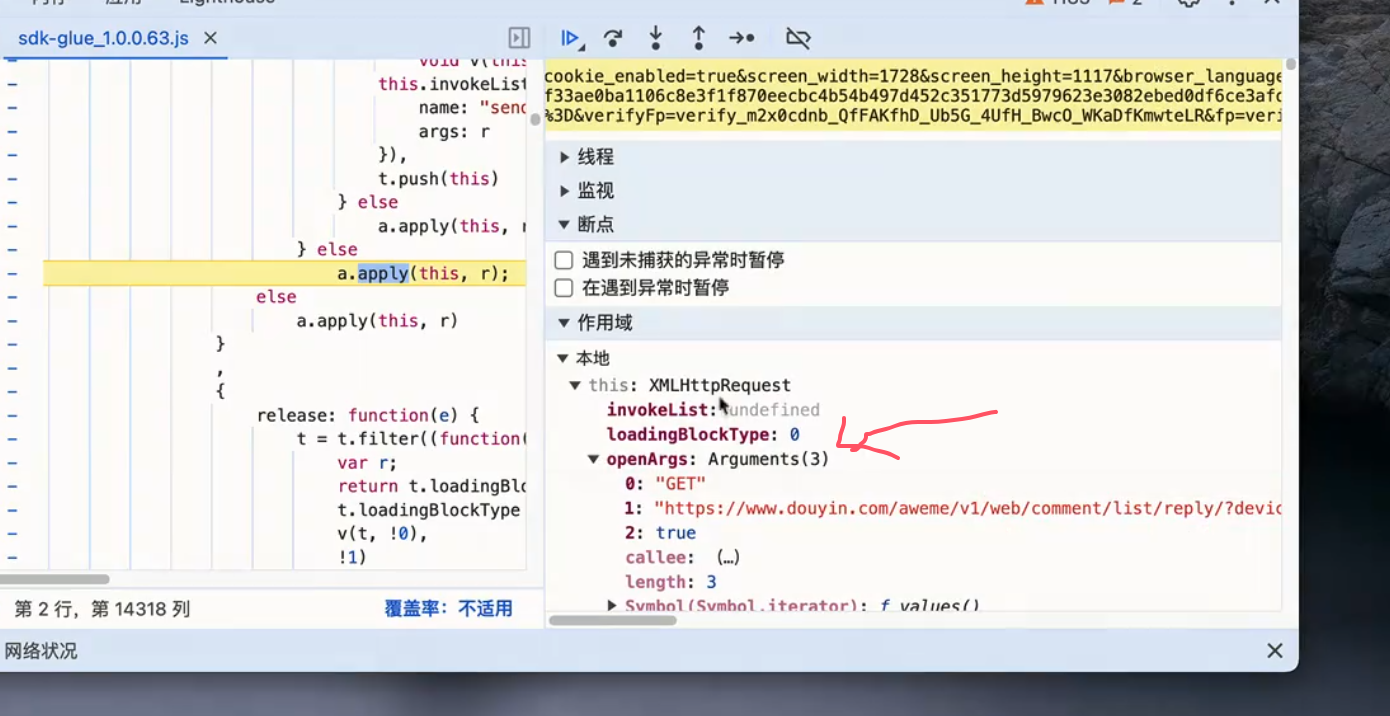 内存 应用 Lighthouse
2
sdk-glue_1.0.0.63.js ×
void v(this
this.invokeList
name: "send
args: r
}),
t.push(this)
} else
a.apply(this, r
} else
a.apply(this, r);
else
a.apply(this, r)
}
,
{
release: function(e) {
t = t.filter((function(
var r;
return t.loadingBlo
t.loadingBlockType
v(t, !0),
!1)
第 2 行，第 14318 列
覆盖率：不适用
cookie_enabled=true&screen_width=1728&screen_height=1117&browser_language
f33ae0ba1106c8e3f1f870eecbc4b54b497d452c351773d5979623e3082ebed0df6ce3afc
%3D&verifyFp=verify_m2x0cdnb_QfFAKfhD_Ub5G_4UfH_BwcO_WKaDfKmwteLR&fp=veri
线程
监视
断点
遇到未捕获的异常时暂停
在遇到异常时暂停
作用域
本地
this: XMLHttpRequest
invokeList: undefined
loadingBlockType: 0
openArgs: Arguments(3)
0: "GET"
1: "https://www.douyin.com/aweme/v1/web/comment/list/reply/?devic
2: true
callee: (…)
length: 3
Symbol(Symbol.iterator): f values()
网络状况